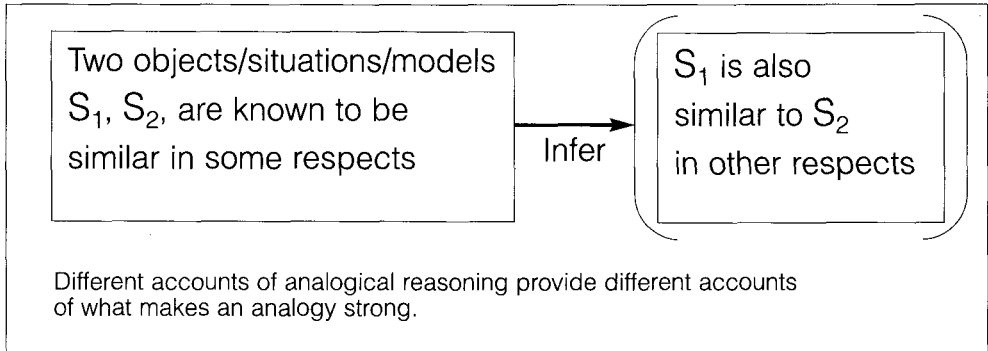 Two objects/situations/models
S₁, S₂, are known to be
similar in some respects
Infer
S₁ is also
similar to S₂
in other respects
Different accounts of analogical reasoning provide different accounts
of what makes an analogy strong.